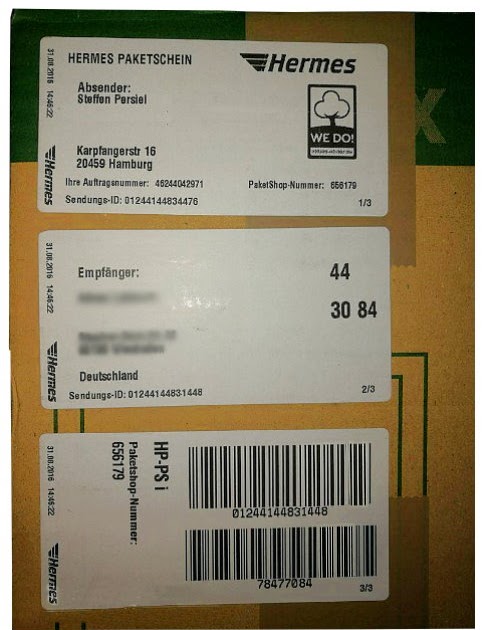 31.08.2016 14:46:22
Hermes
HERMES PAKETSCHEIN
Hermes
Absender:
Steffen Persiel
WE DO!
Karpfangerstr 16
20459 Hamburg
Ihre Auftragsnummer: 46244042971
PaketShop-Nummer: 656179
Sendungs-ID: 01244144834476
1/3
X
31.08.2016 14:46:22
Hermes
Empfänger:
44
30 84
Deutschland
Sendungs-ID: 01244144831448
2/3
31.08.2016 14:46:22
Hermes
HP-PS i
Paketshop-Nummer:
656179
01244144831448
78477084
3/3